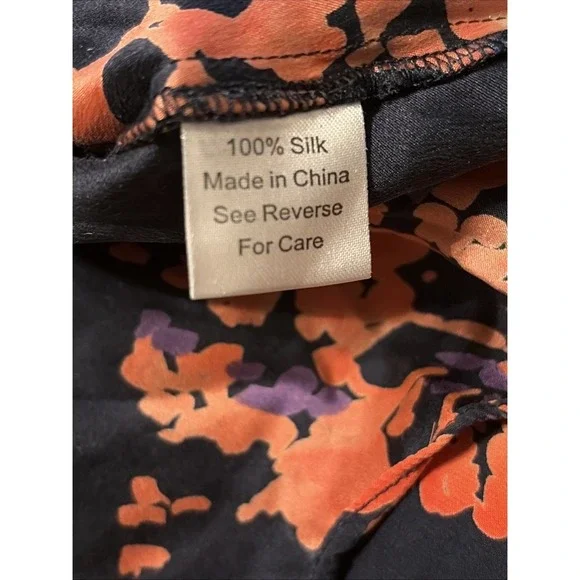 100% Silk
Made in China
See Reverse
For Care